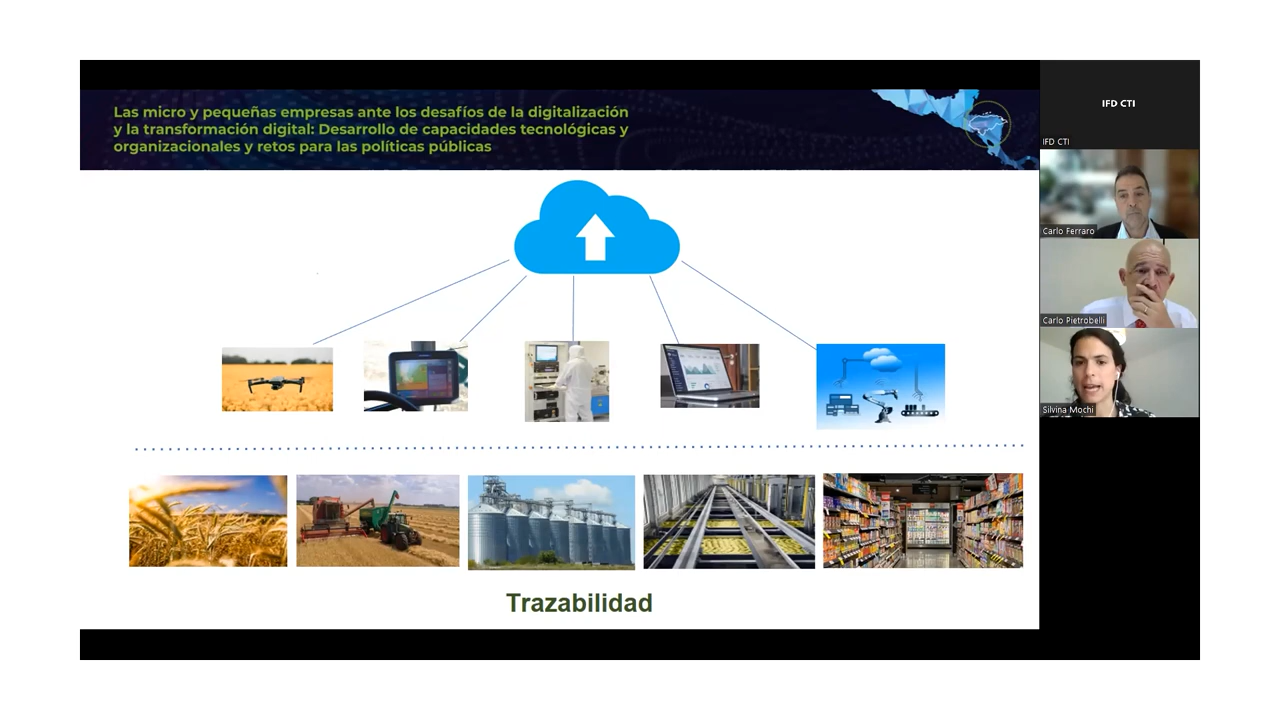 Las micro y pequeñas empresas ante los desafíos de la digitalización
y la transformación digital: Desarrollo de capacidades tecnológicas y
organizacionales y retos para las políticas públicas
IFD CTI
IFD CTI
Carlo Ferraro
Carlo Pietrobelli
Silvina Mochi
Trazabilidad